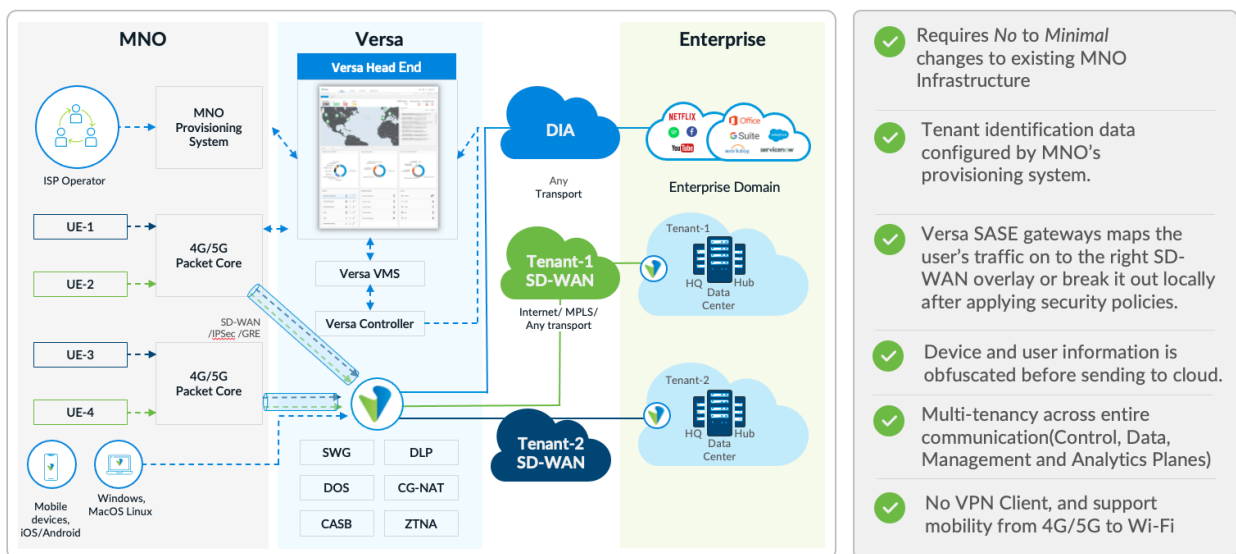 MNO
Versa
Enterprise
Versa Head End
ISP Operator
MNO
Provisioning
System
UE-1
UE-2
4G/5G
Packet Core
SD-WAN
/IPSec /GRE
UE-3
UE-4
4G/5G
Packet Core
Mobile
devices,
iOS/Android
Windows,
MacOS Linux
Versa VMS
Versa Controller
SWG
DLP
DOS
CG-NAT
CASB
ZTNA
DIA
Any
Transport
Tenant-1
SD-WAN
Internet/ MPLS/
Any transport
Tenant-2
SD-WAN
NETFLIX
YouTube
Office
G Suite
workday
servicenow
Enterprise Domain
Tenant-1
HQ
Hub
Data
Center
Tenant-2
HQ
Hub
Data
Center
Requires No to Minimal
changes to existing MNO
Infrastructure
Tenant identification data
configured by MNO’s
provisioning system.
Versa SASE gateways maps the
user’s traffic on to the right SD-
WAN overlay or break it out locally
after applying security policies.
Device and user information is
obfuscated before sending to cloud.
Multi-tenancy across entire
communication(Control, Data,
Management and Analytics Planes)
No VPN Client, and support
mobility from 4G/5G to Wi-Fi